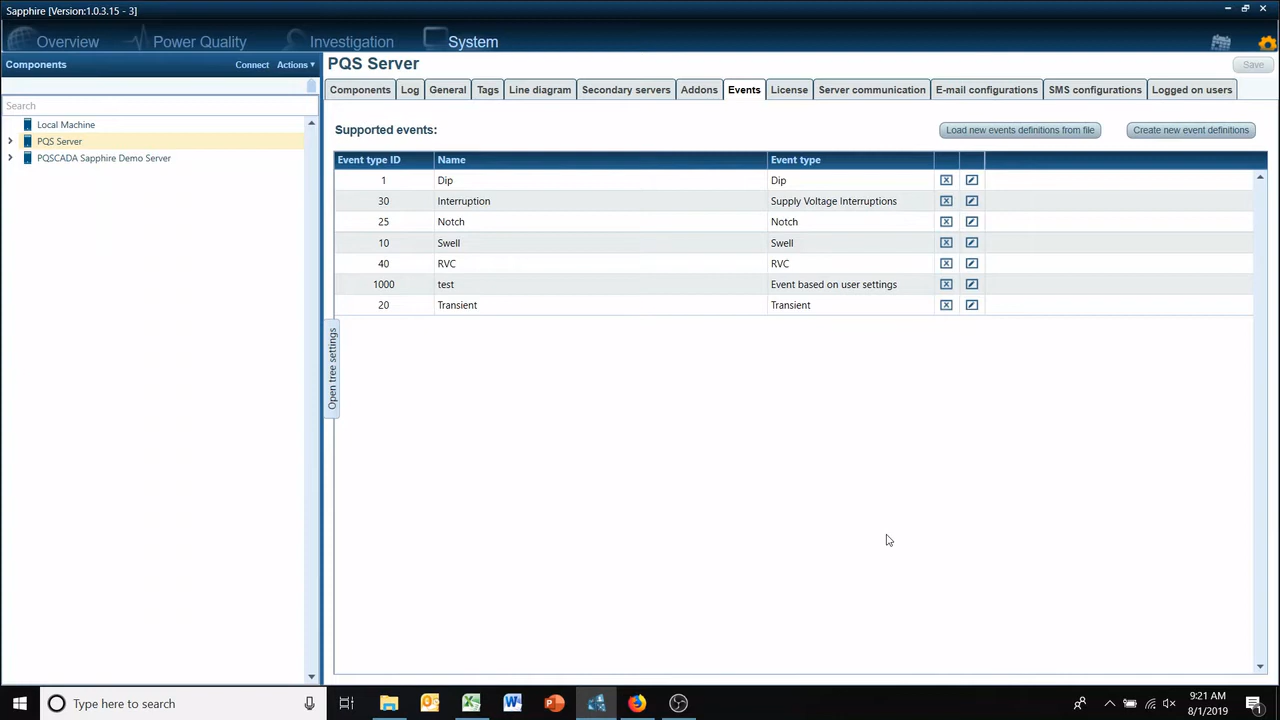 Sapphire [Version:1.0.3.15 - 3]
Overview Power Quality Investigation System
Components Connect Actions
Search
Local Machine
PQS Server
PQSCADA Sapphire Demo Server
PQS Server
Save
Components Log General Tags Line diagram Secondary servers Addons Events License Server communication E-mail configurations SMS configurations Logged on users
Supported events:
Load new events definitions from file Create new event definitions
Event type ID Name Event type
1 Dip Dip
30 Interruption Supply Voltage Interruptions
25 Notch Notch
10 Swell Swell
40 RVC RVC
1000 test Event based on user settings
20 Transient Transient
Open tree settings
Type here to search
9:21 AM
8/1/2019
1